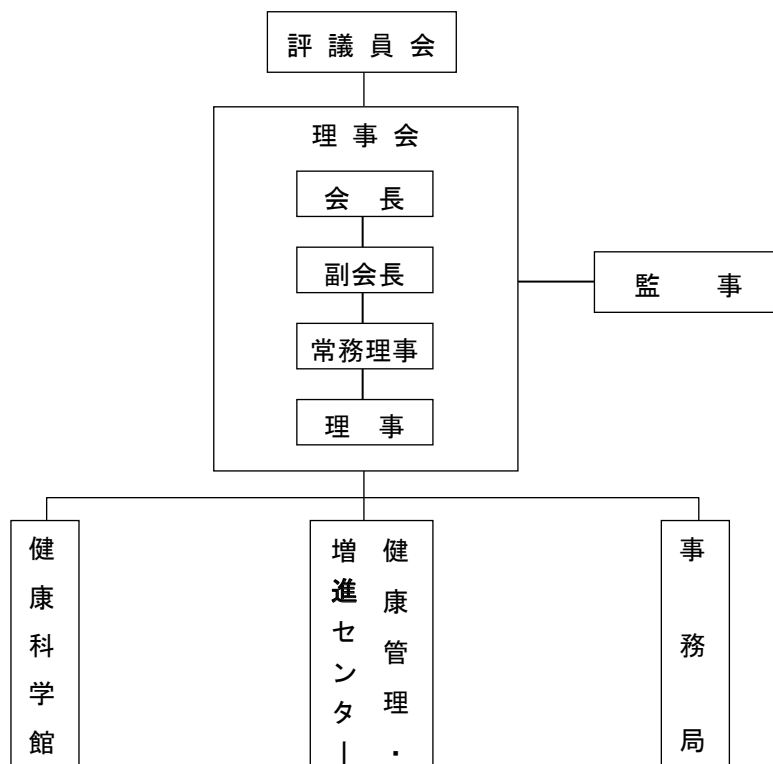 評議員会
理事会
会長
副会長
常務理事
理事
監事
健康科学館
健康管理・
増進センター
事務局